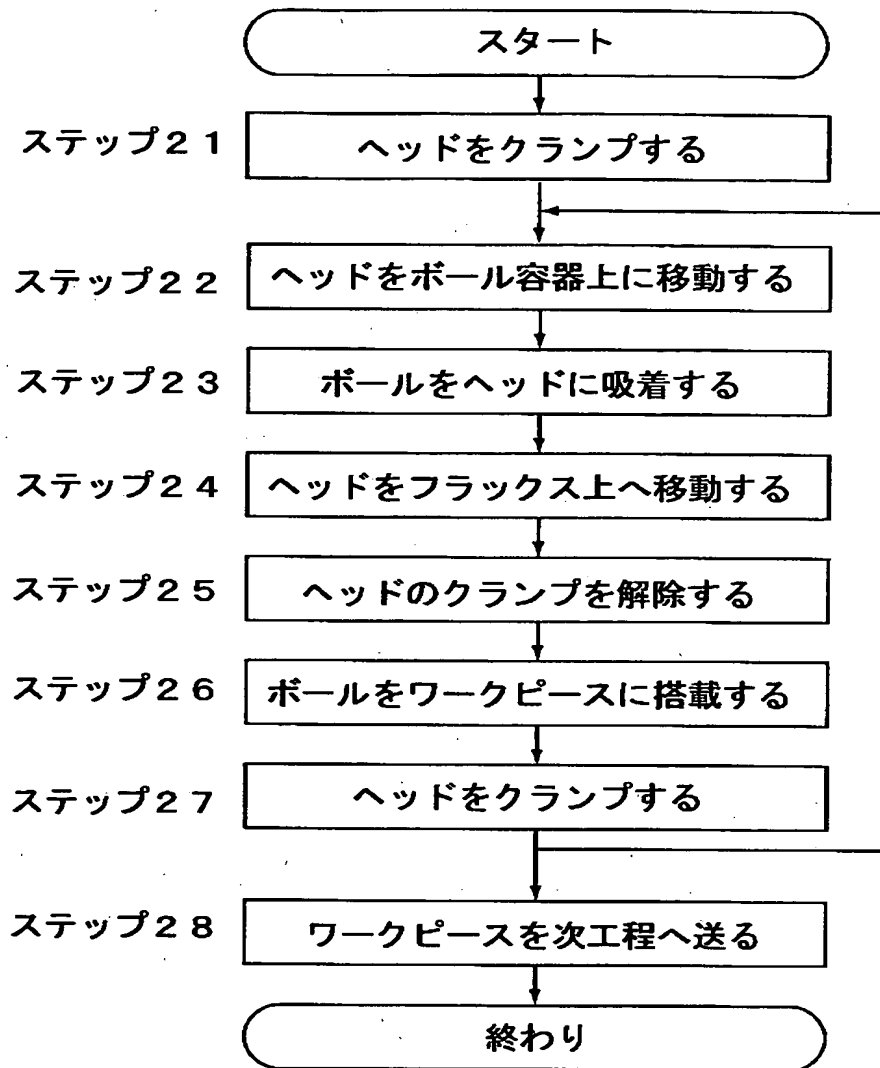 スタート
ステップ21 ヘッドをクランプする
ステップ22 ヘッドをボール容器上に移動する
ステップ23 ボールをヘッドに吸着する
ステップ24 ヘッドをフラックス上へ移動する
ステップ25 ヘッドのクランプを解除する
ステップ26 ボールをワークピースに搭載する
ステップ27 ヘッドをクランプする
ステップ28 ワークピースを次工程へ送る
終わり